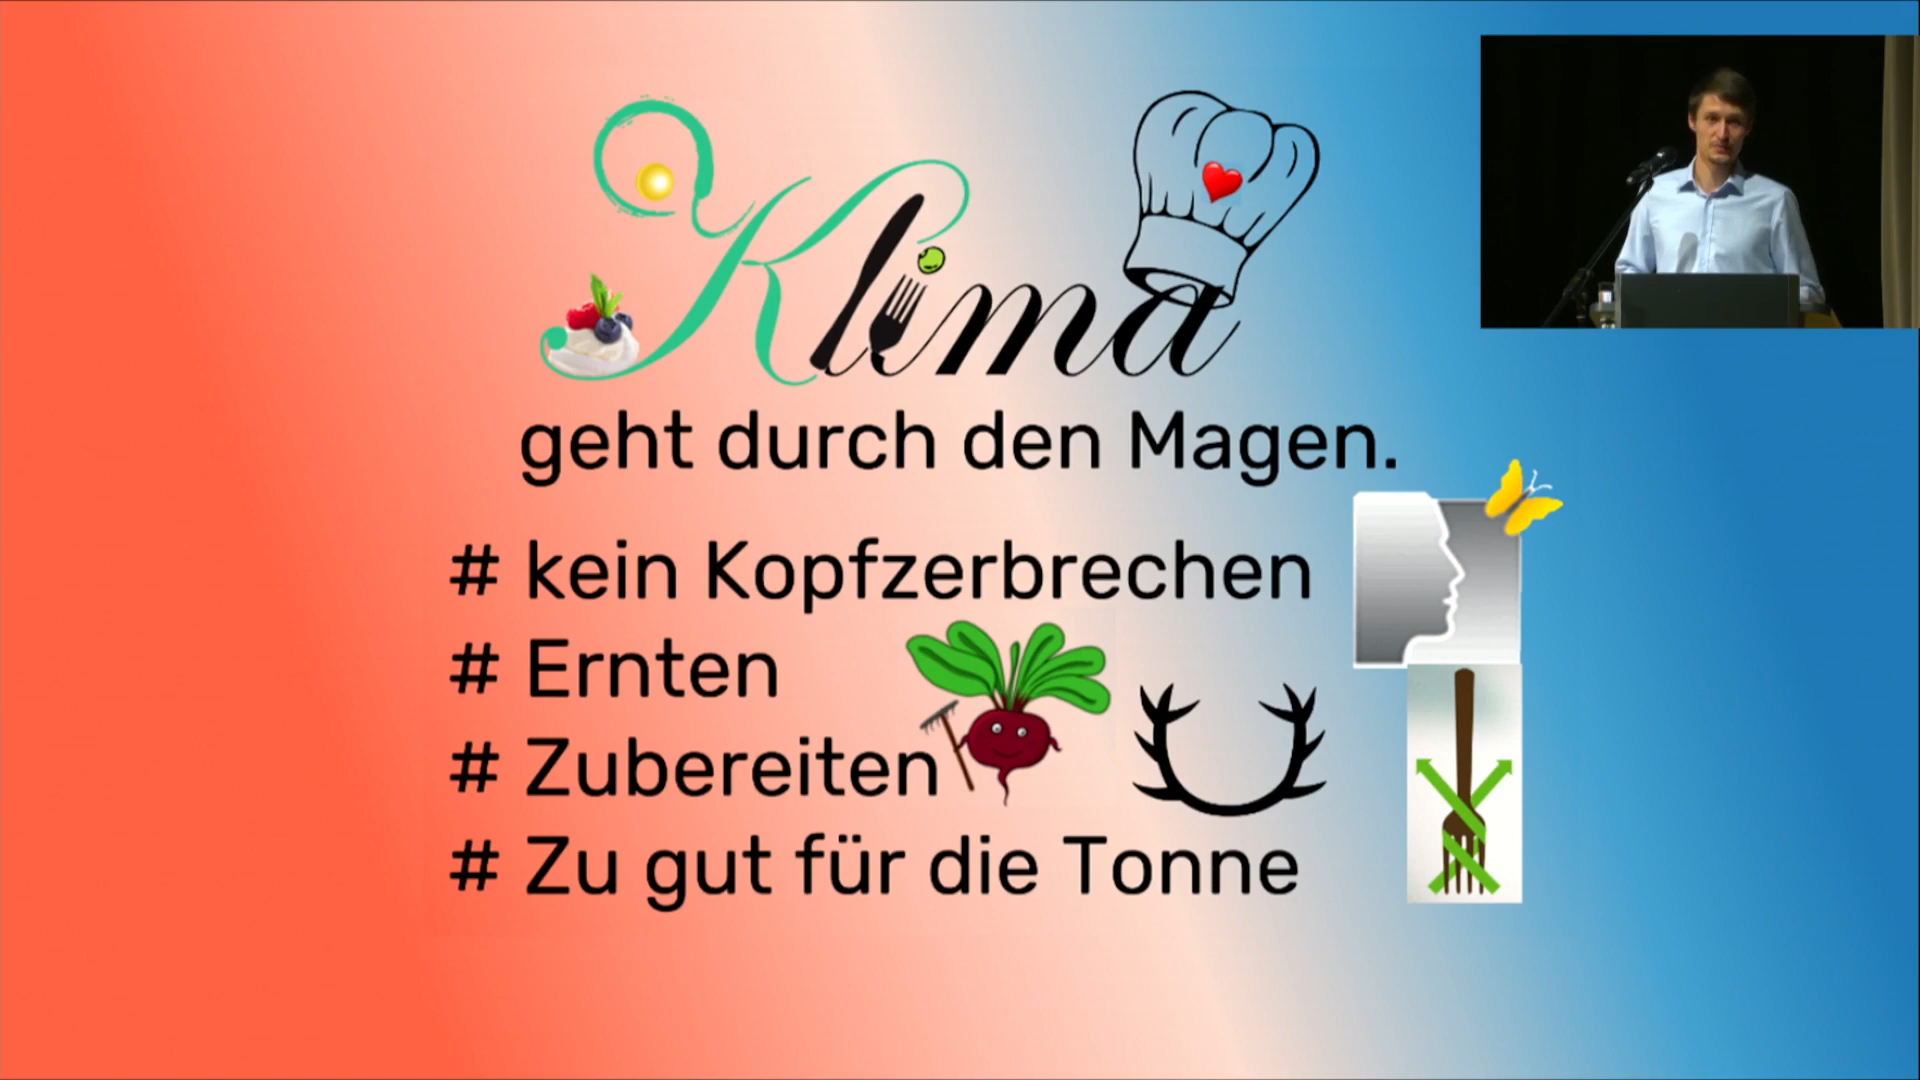 Klima
geht durch den Magen.
# kein Kopfzerbrechen
# Ernten
# Zubereiten
# Zu gut für die Tonne